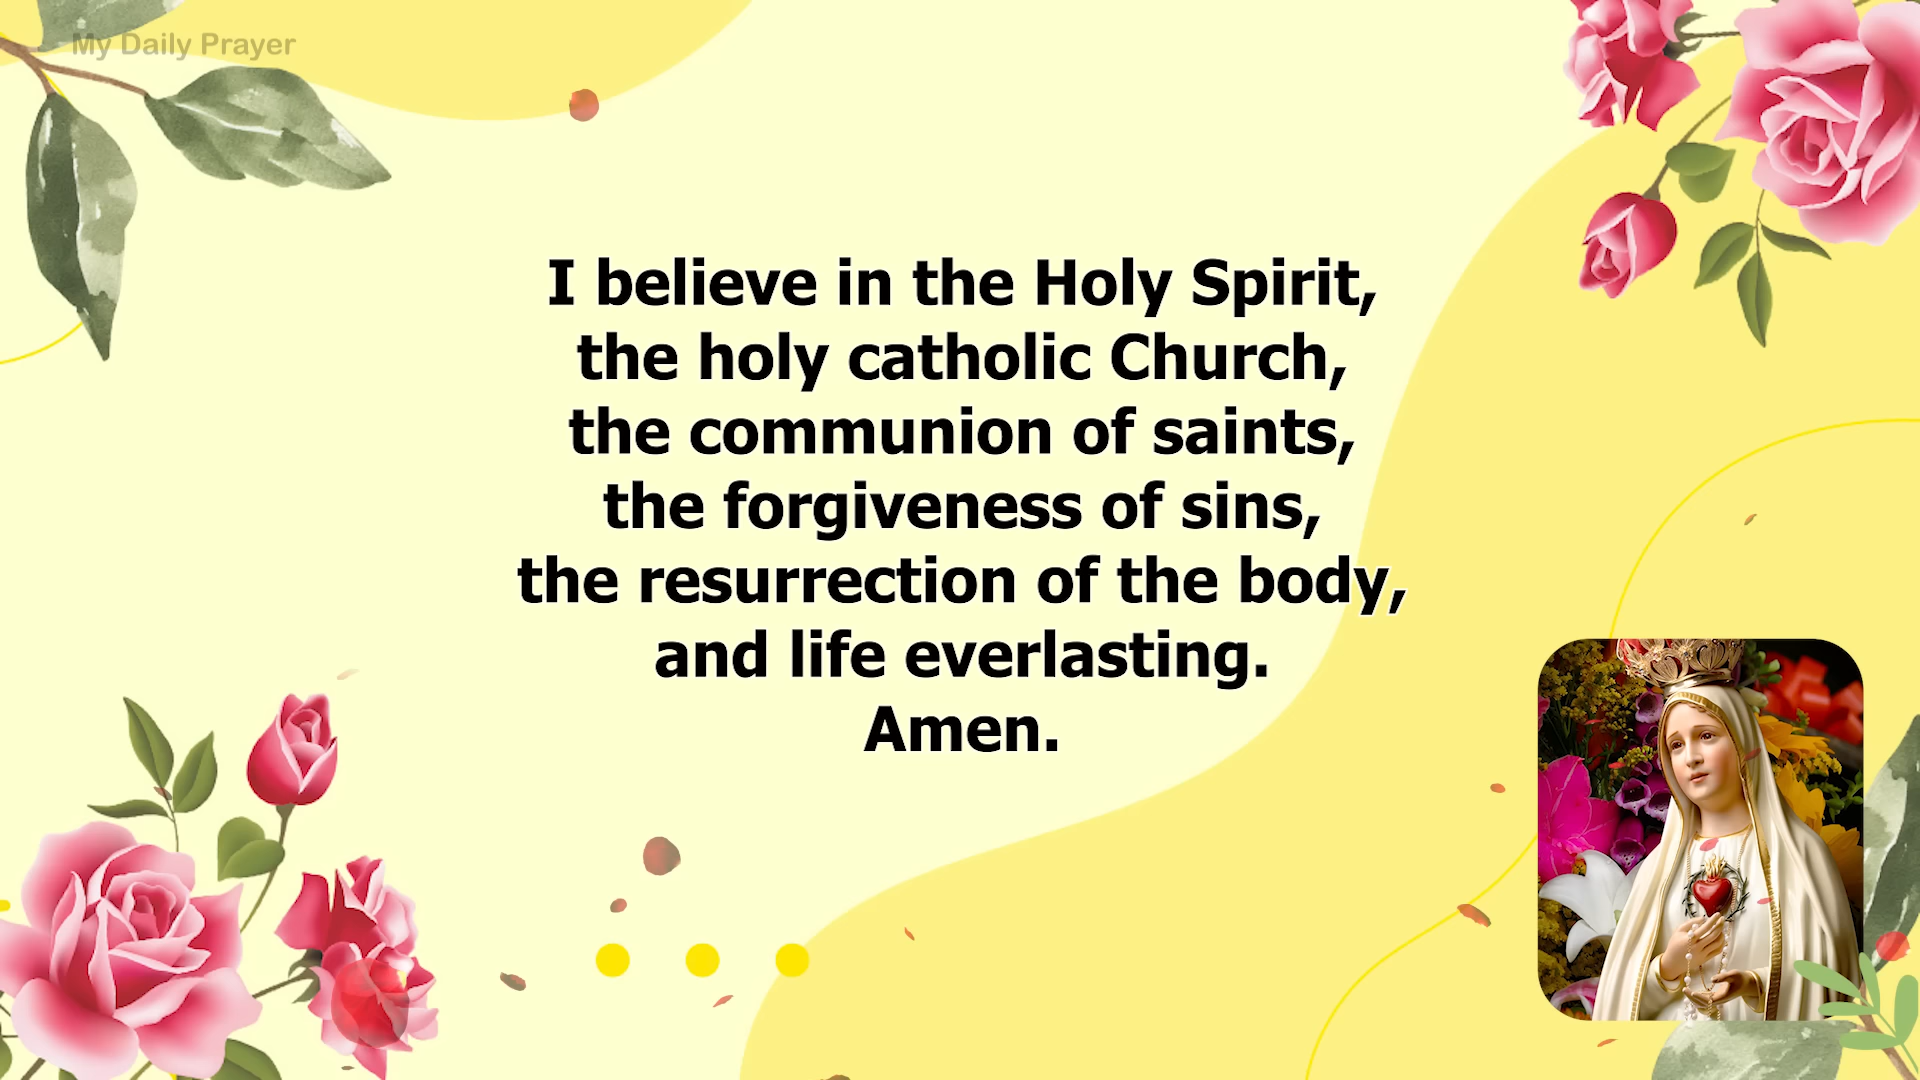 My Daily Prayer
I believe in the Holy Spirit,
the holy catholic Church,
the communion of saints,
the forgiveness of sins,
the resurrection of the body,
and life everlasting.
Amen.